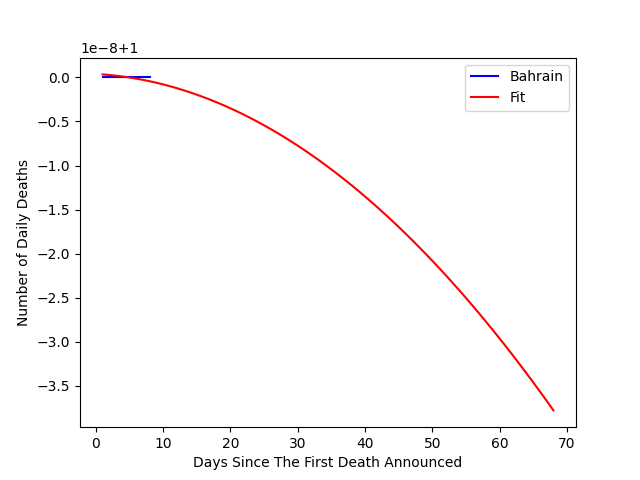 1e−8+1
0.0
−0.5
−1.0
−1.5
−2.0
−2.5
−3.0
−3.5
Number of Daily Deaths
Bahrain
Fit
0 10 20 30 40 50 60 70
Days Since The First Death Announced